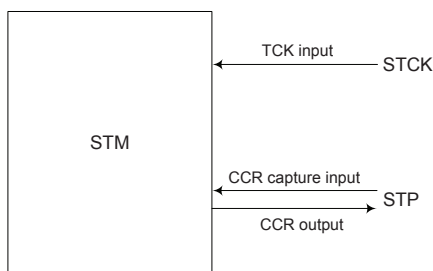 TCK input
STCK
STM
CCR capture input
STP
CCR output